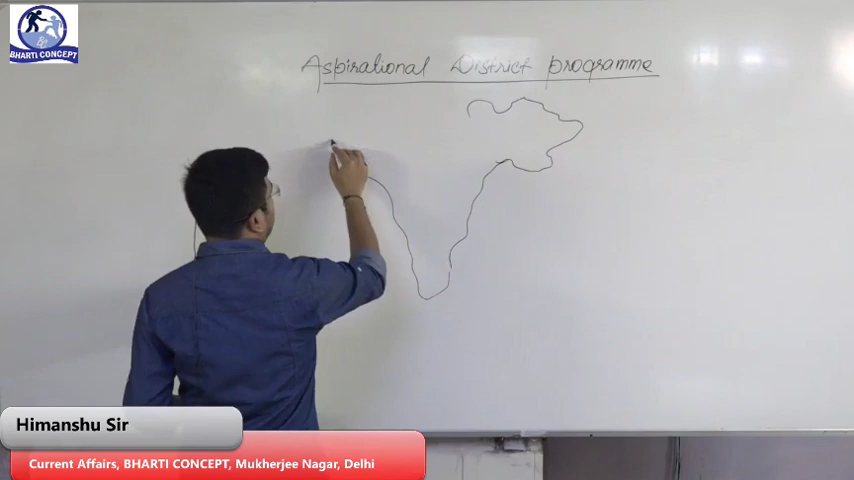 BHARTI CONCEPT
Aspirational District programme
Himanshu Sir
Current Affairs, BHARTI CONCEPT, Mukherjee Nagar, Delhi